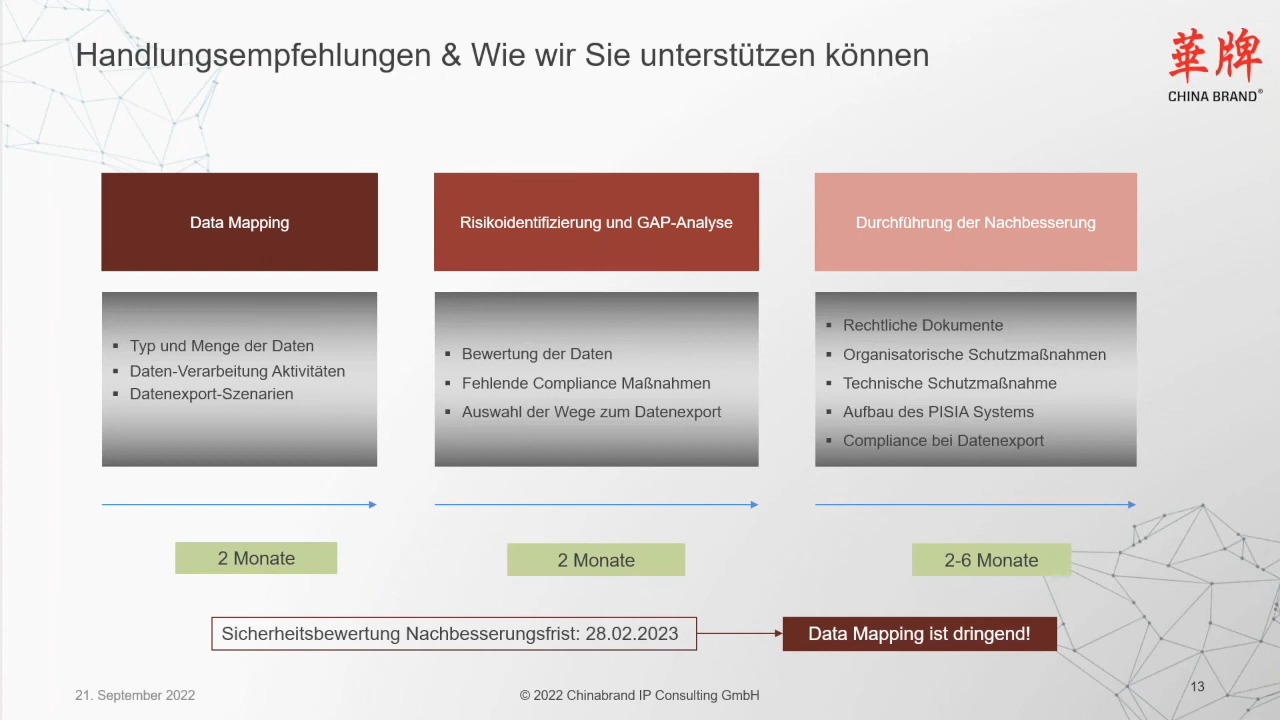 Handlungsempfehlungen & Wie wir Sie unterstützen können
華牌
CHINA BRAND®
Data Mapping
Risikoidentifizierung und GAP-Analyse
Durchführung der Nachbesserung
▪ Typ und Menge der Daten
▪ Daten-Verarbeitung Aktivitäten
▪ Datenexport-Szenarien
▪ Bewertung der Daten
▪ Fehlende Compliance Maßnahmen
▪ Auswahl der Wege zum Datenexport
▪ Rechtliche Dokumente
▪ Organisatorische Schutzmaßnahmen
▪ Technische Schutzmaßnahme
▪ Aufbau des PISIA Systems
▪ Compliance bei Datenexport
2 Monate
2 Monate
2-6 Monate
Sicherheitsbewertung Nachbesserungsfrist: 28.02.2023
Data Mapping ist dringend!
21. September 2022
© 2022 Chinabrand IP Consulting GmbH
13